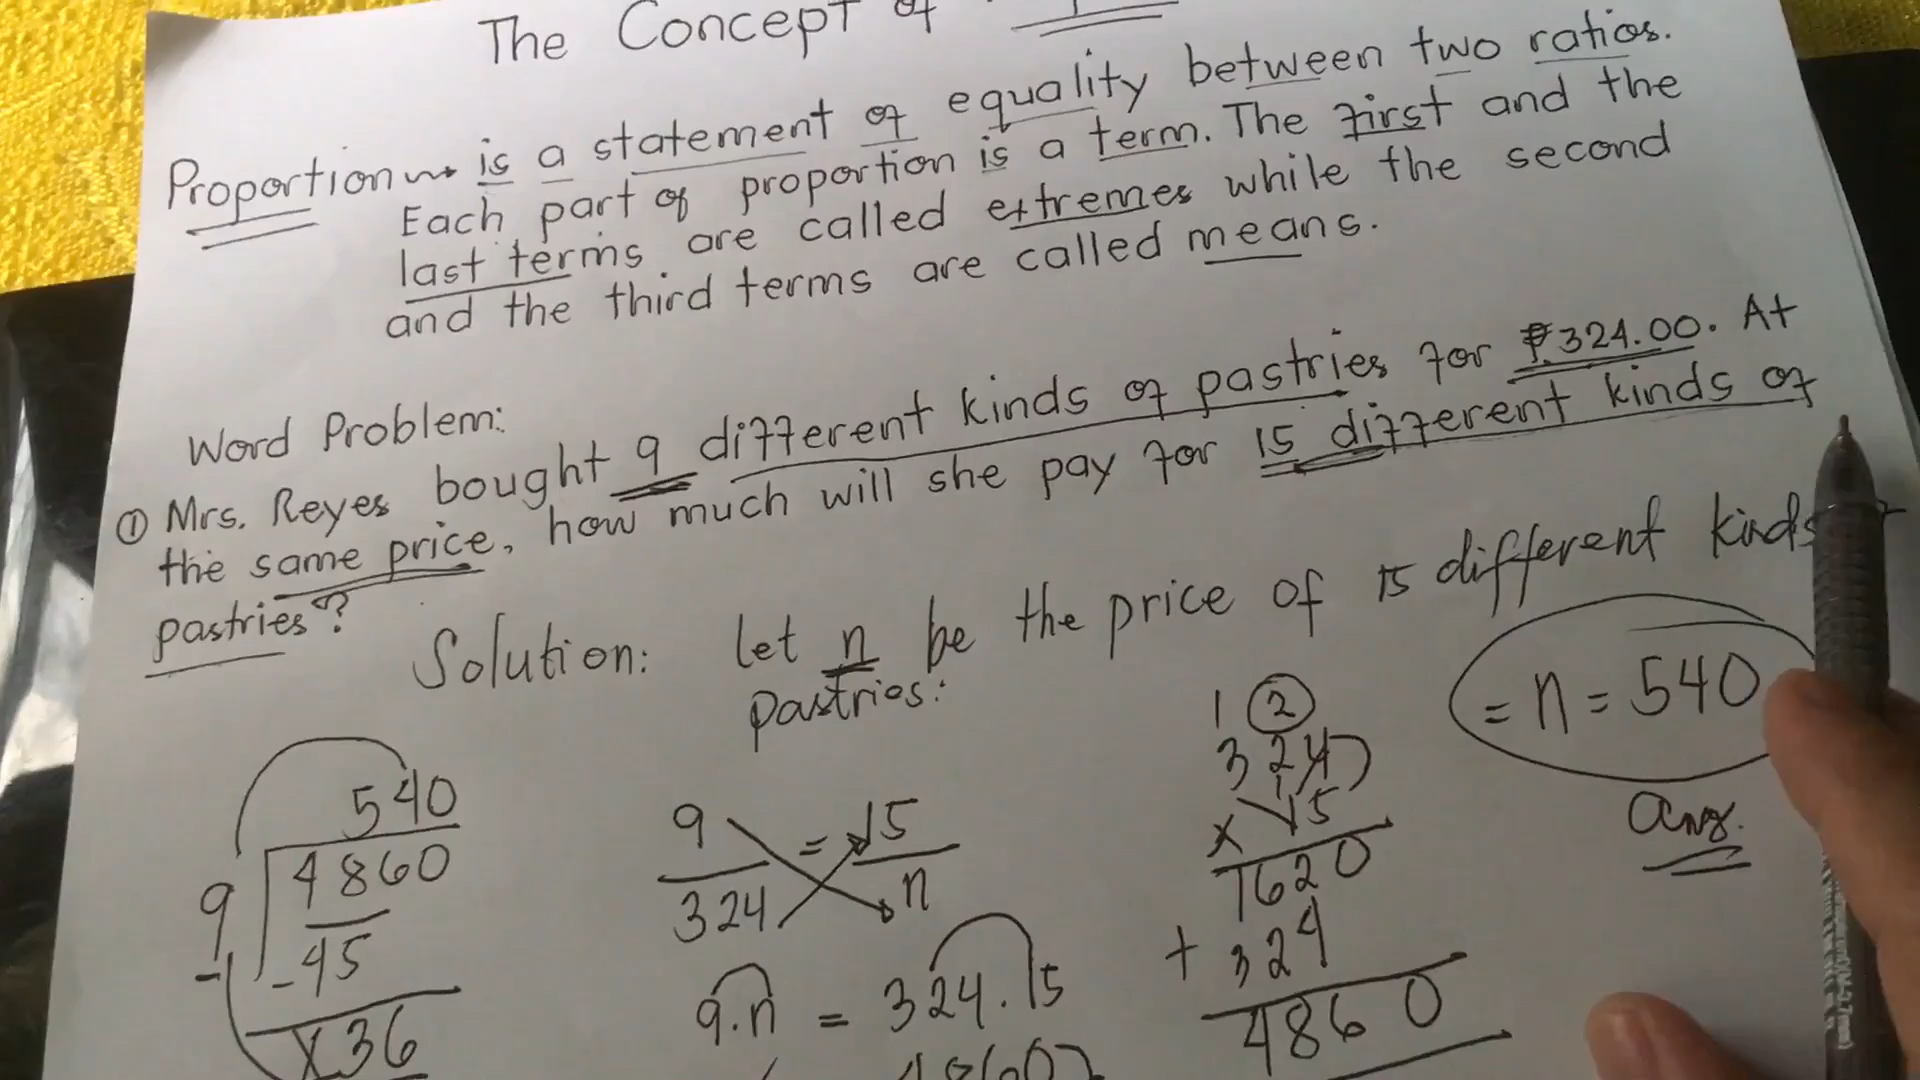 The Concept of
Proportion is a statement of equality between two ratios.
Each part of proportion is a term. The first and the
last terms are called extremes while the second
and the third terms are called means.
Word Problem:
① Mrs. Reyes bought 9 different kinds of pastries for ₱324.00. At
the same price, how much will she pay for 15 different kinds of
pastries?
Solution: let n be the price of 15 different kinds
pastries:
= n = 540
ans.
540
9 4860
-45
x36
9 = 15
324 n
9.n = 324.15
4860
1 2
324
x 15
1620
+ 324
4860